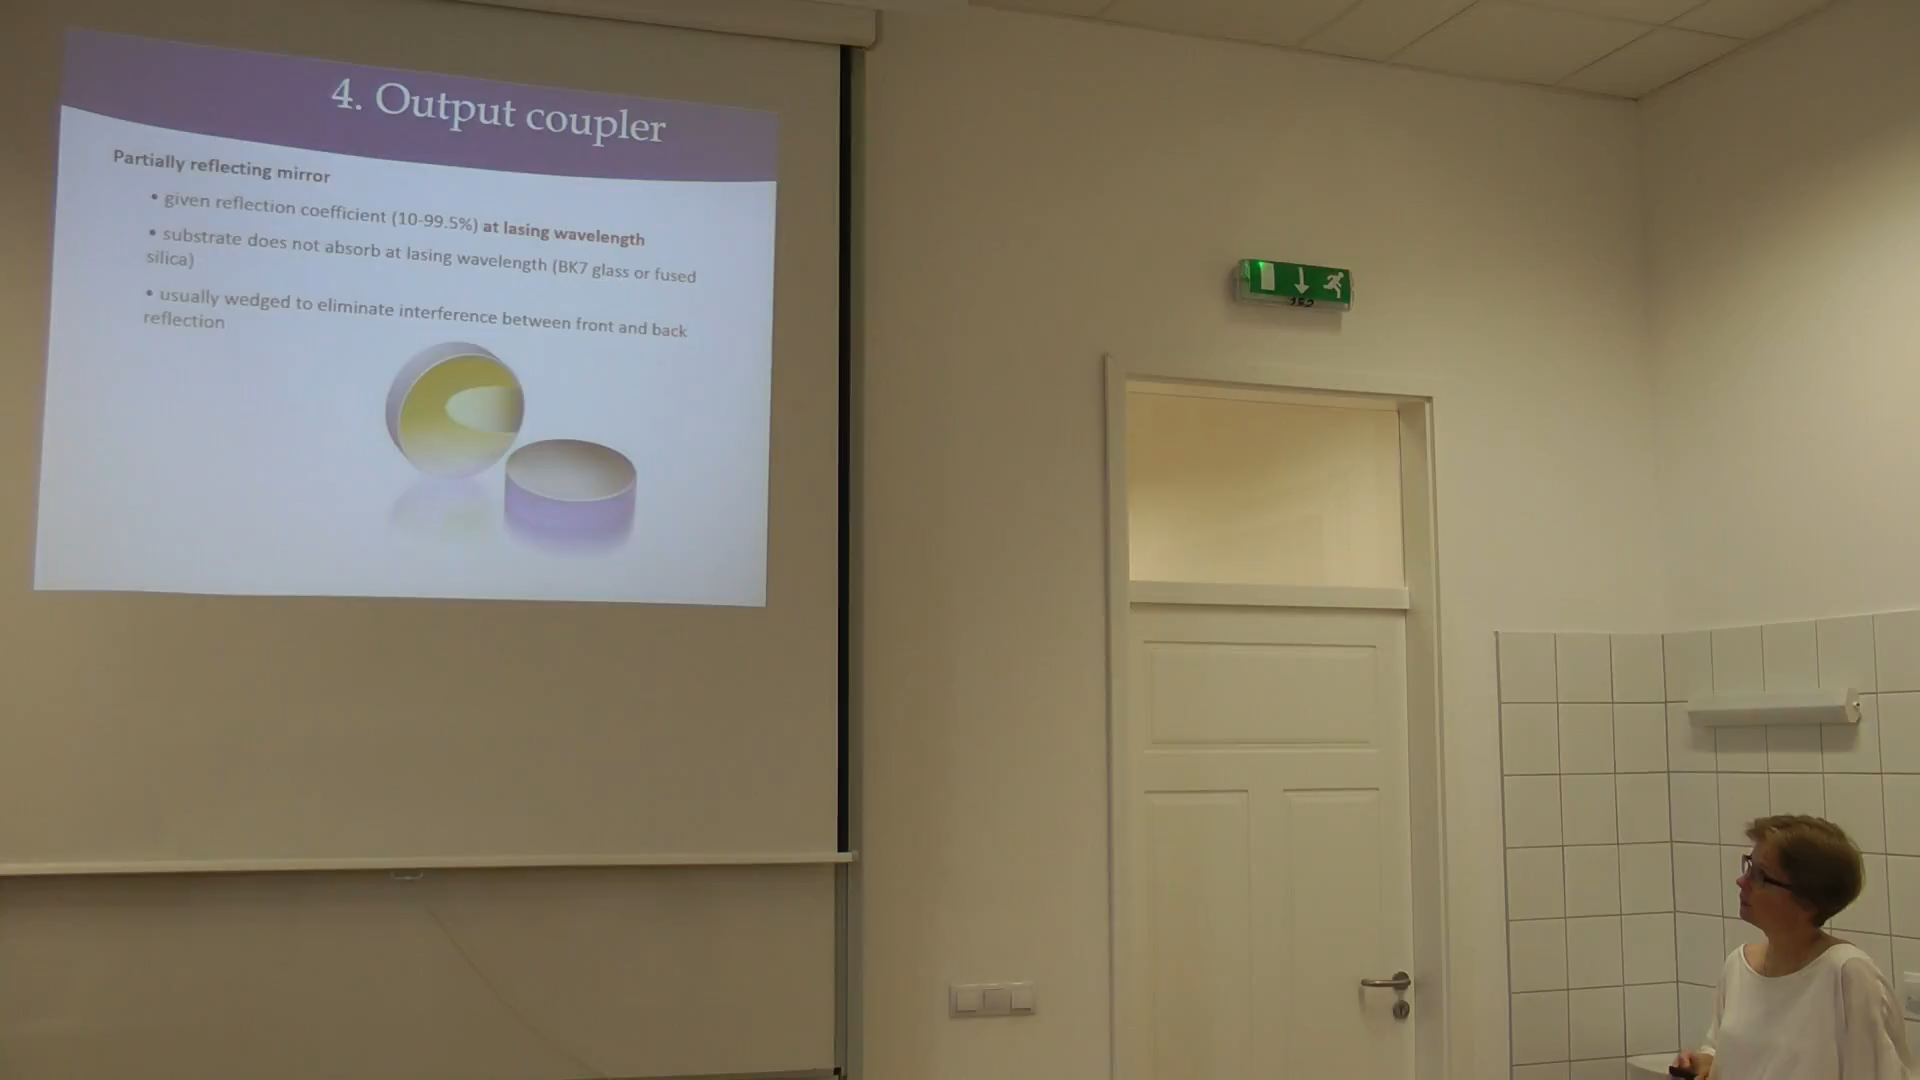 4. Output coupler
Partially reflecting mirror
• given reflection coefficient (10-99.5%) at lasing wavelength
• substrate does not absorb at lasing wavelength (BK7 glass or fused
silica)
• usually wedged to eliminate interference between front and back
reflection
152